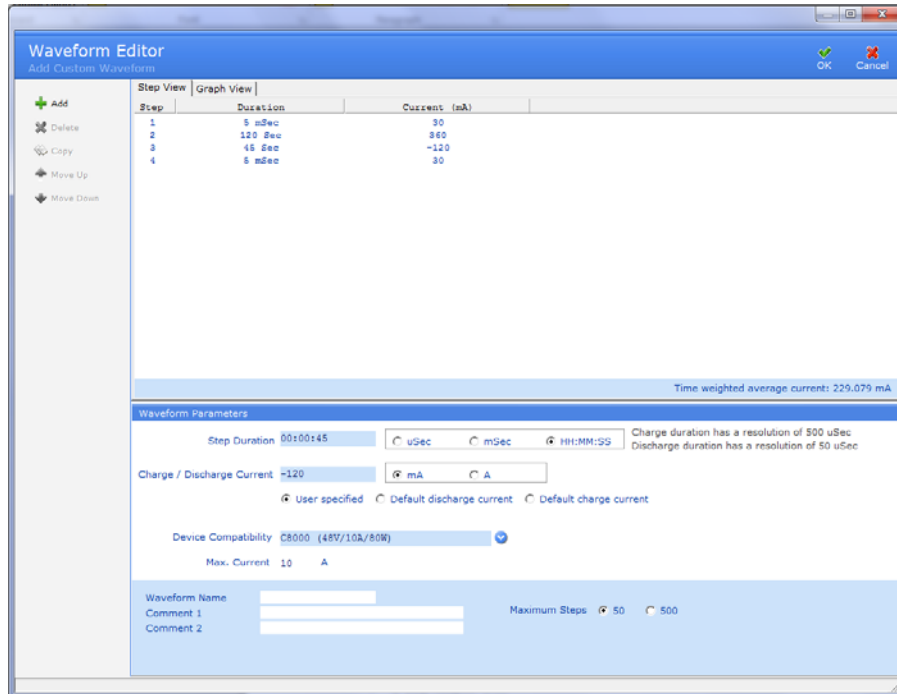 Waveform Editor
Add Custom Waveform
OK Cancel
Add
Delete
Copy
Move Up
Move Down
Step View Graph View
Step Duration Current (mA)
1 5 mSec 30
2 120 Sec 360
3 45 Sec -120
4 5 mSec 30
Time weighted average current: 229.079 mA
Waveform Parameters
Step Duration 00:00:45 uSec mSec HH:MM:SS
Charge duration has a resolution of 500 uSec
Discharge duration has a resolution of 50 uSec
Charge / Discharge Current -120 mA A
User specified Default discharge current Default charge current
Device Compatibility C8000 (48V/10A/80W)
Max. Current 10 A
Waveform Name
Comment 1
Comment 2
Maximum Steps 50 500